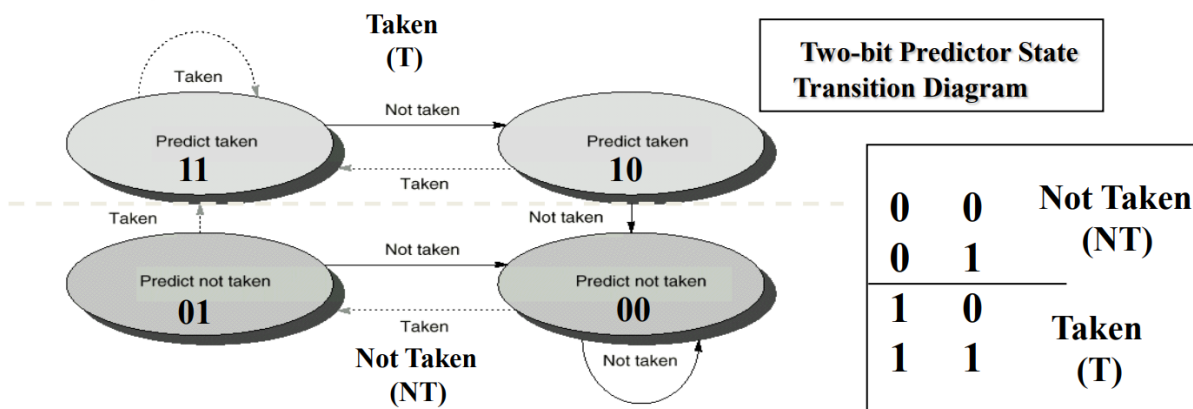 Taken
(T)
Two-bit Predictor State
Transition Diagram
Taken
Not taken
Predict taken
11
Predict taken
10
Taken
Taken
Not taken
Not taken
Predict not taken
01
Predict not taken
00
Taken
Not Taken
(NT)
Not taken
0 0
0 1
Not Taken
(NT)
1 0
1 1
Taken
(T)